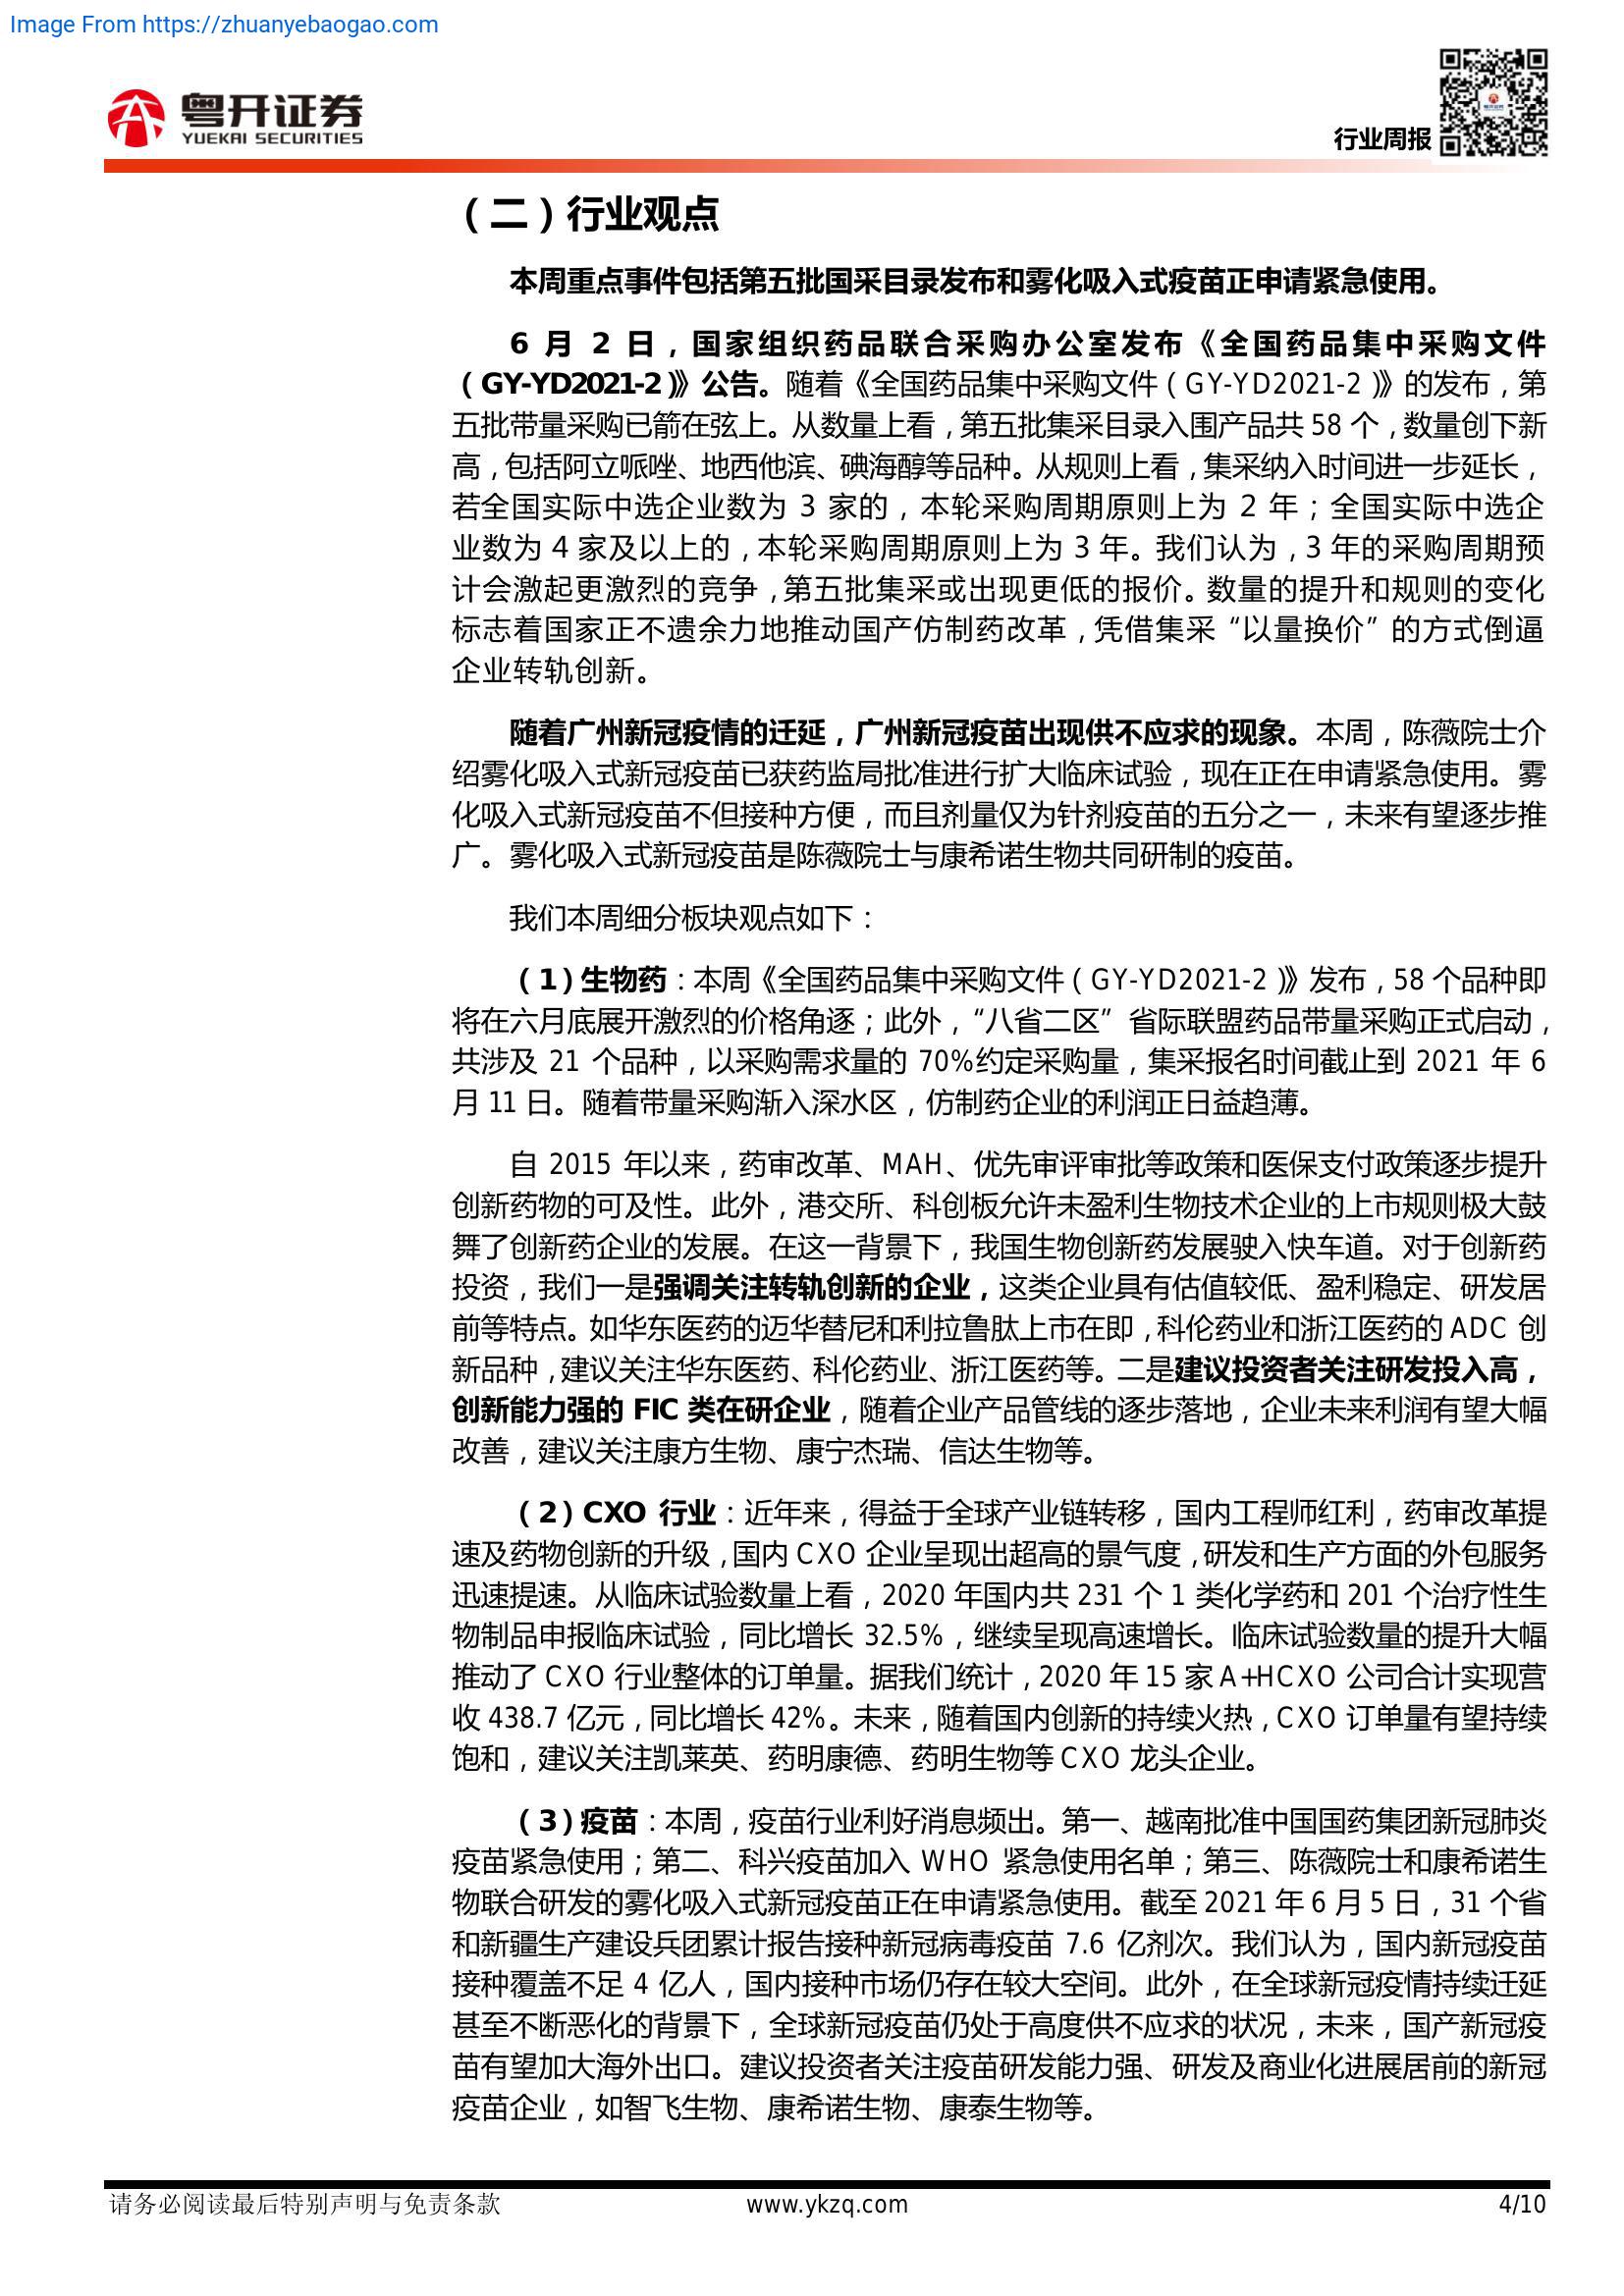 Image From https://zhuanyebaogao.com
粤开证券
YUEKAI SECURITIES
行业周报
（二）行业观点
本周重点事件包括第五批国采目录发布和雾化吸入式疫苗正申请紧急使用。
6 月 2 日，国家组织药品联合采购办公室发布《全国药品集中采购文件
（GY-YD2021-2）》公告。随着《全国药品集中采购文件（GY-YD2021-2）》的发布，第
五批带量采购已箭在弦上。从数量上看，第五批集采目录入围产品共 58 个，数量创下新
高，包括阿立哌唑、地西他滨、碘海醇等品种。从规则上看，集采纳入时间进一步延长，
若全国实际中选企业数为 3 家的，本轮采购周期原则上为 2 年；全国实际中选企
业数为 4 家及以上的，本轮采购周期原则上为 3 年。我们认为，3 年的采购周期预
计会激起更激烈的竞争，第五批集采或出现更低的报价。数量的提升和规则的变化
标志着国家正不遗余力地推动国产仿制药改革，凭借集采“以量换价”的方式倒逼
企业转轨创新。
随着广州新冠疫情的迁延，广州新冠疫苗出现供不应求的现象。本周，陈薇院士介
绍雾化吸入式新冠疫苗已获药监局批准进行扩大临床试验，现在正在申请紧急使用。雾
化吸入式新冠疫苗不但接种方便，而且剂量仅为针剂疫苗的五分之一，未来有望逐步推
广。雾化吸入式新冠疫苗是陈薇院士与康希诺生物共同研制的疫苗。
我们本周细分板块观点如下：
（1）生物药：本周《全国药品集中采购文件（GY-YD2021-2）》发布，58 个品种即
将在六月底展开激烈的价格角逐；此外，“八省二区”省际联盟药品带量采购正式启动，
共涉及 21 个品种，以采购需求量的 70%约定采购量，集采报名时间截止到 2021 年 6
月 11 日。随着带量采购渐入深水区，仿制药企业的利润正日益趋薄。
自 2015 年以来，药审改革、MAH、优先审评审批等政策和医保支付政策逐步提升
创新药物的可及性。此外，港交所、科创板允许未盈利生物技术企业的上市规则极大鼓
舞了创新药企业的发展。在这一背景下，我国生物创新药发展驶入快车道。对于创新药
投资，我们一是强调关注转轨创新的企业，这类企业具有估值较低、盈利稳定、研发居
前等特点。如华东医药的迈华替尼和利拉鲁肽上市在即，科伦药业和浙江医药的 ADC 创
新品种，建议关注华东医药、科伦药业、浙江医药等。二是建议投资者关注研发投入高，
创新能力强的 FIC 类在研企业，随着企业产品管线的逐步落地，企业未来利润有望大幅
改善，建议关注康方生物、康宁杰瑞、信达生物等。
（2）CXO 行业：近年来，得益于全球产业链转移，国内工程师红利，药审改革提
速及药物创新的升级，国内 CXO 企业呈现出超高的景气度，研发和生产方面的外包服务
迅速提速。从临床试验数量上看，2020 年国内共 231 个 1 类化学药和 201 个治疗性生
物制品申报临床试验，同比增长 32.5%，继续呈现高速增长。临床试验数量的提升大幅
推动了 CXO 行业整体的订单量。据我们统计，2020 年 15 家 A+HCXO 公司合计实现营
收 438.7 亿元，同比增长 42%。未来，随着国内创新的持续火热，CXO 订单量有望持续
饱和，建议关注凯莱英、药明康德、药明生物等 CXO 龙头企业。
（3）疫苗：本周，疫苗行业利好消息频出。第一、越南批准中国国药集团新冠肺炎
疫苗紧急使用；第二、科兴疫苗加入 WHO 紧急使用名单；第三、陈薇院士和康希诺生
物联合研发的雾化吸入式新冠疫苗正在申请紧急使用。截至 2021 年 6 月 5 日，31 个省
和新疆生产建设兵团累计报告接种新冠病毒疫苗 7.6 亿剂次。我们认为，国内新冠疫苗
接种覆盖不足 4 亿人，国内接种市场仍存在较大空间。此外，在全球新冠疫情持续迁延
甚至不断恶化的背景下，全球新冠疫苗仍处于高度供不应求的状况，未来，国产新冠疫
苗有望加大海外出口。建议投资者关注疫苗研发能力强、研发及商业化进展居前的新冠
疫苗企业，如智飞生物、康希诺生物、康泰生物等。
请务必阅读最后特别声明与免责条款
www.ykzq.com
4/10